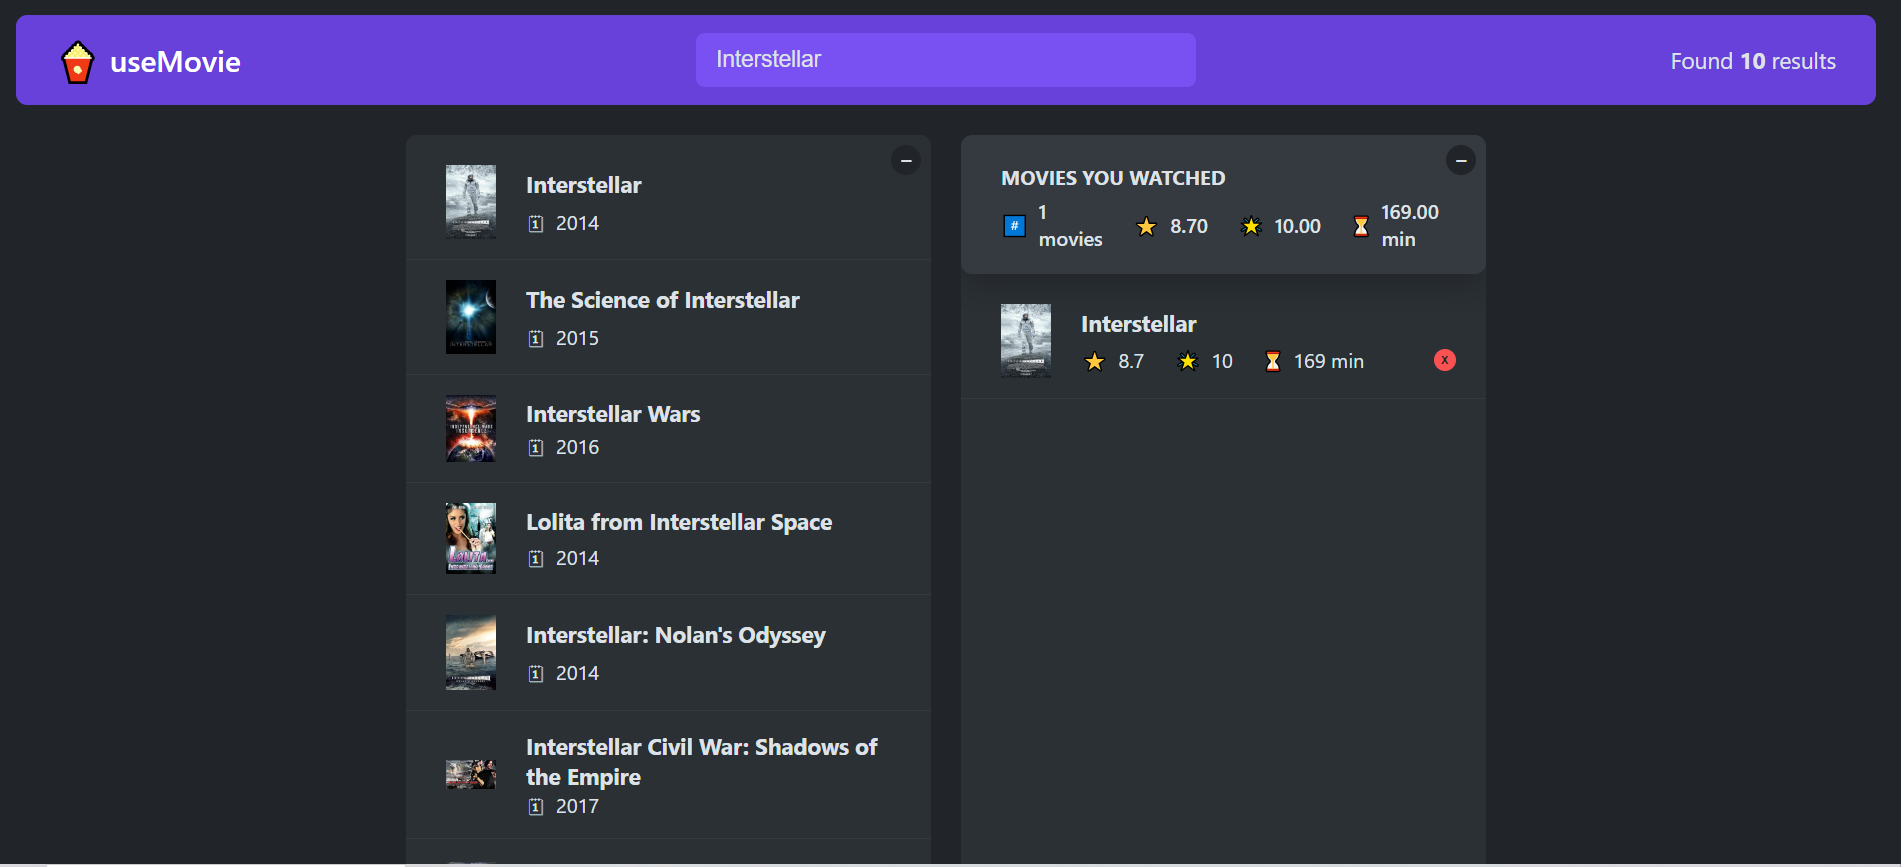 useMovie
Interstellar
Found 10 results
Interstellar
2014
The Science of Interstellar
2015
Interstellar Wars
2016
Lolita from Interstellar Space
2014
Interstellar: Nolan's Odyssey
2014
Interstellar Civil War: Shadows of
the Empire
2017
MOVIES YOU WATCHED
# 1
movies
8.70
10.00
169.00
min
Interstellar
8.7 10 169 min
X